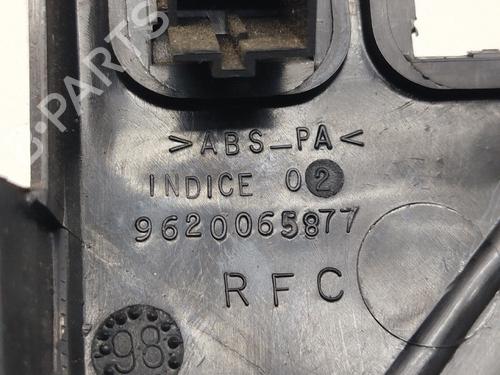 B-PARTS
>ABS_PA<
INDICE 02
9620065877
RFC
98